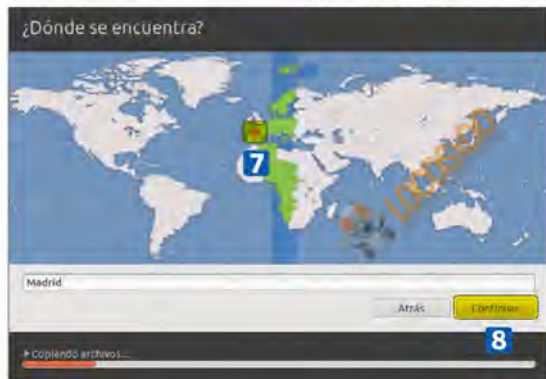 ¿Dónde se encuentra?
7
Madrid
Atrás
Continuar
8
Copiando archivos...